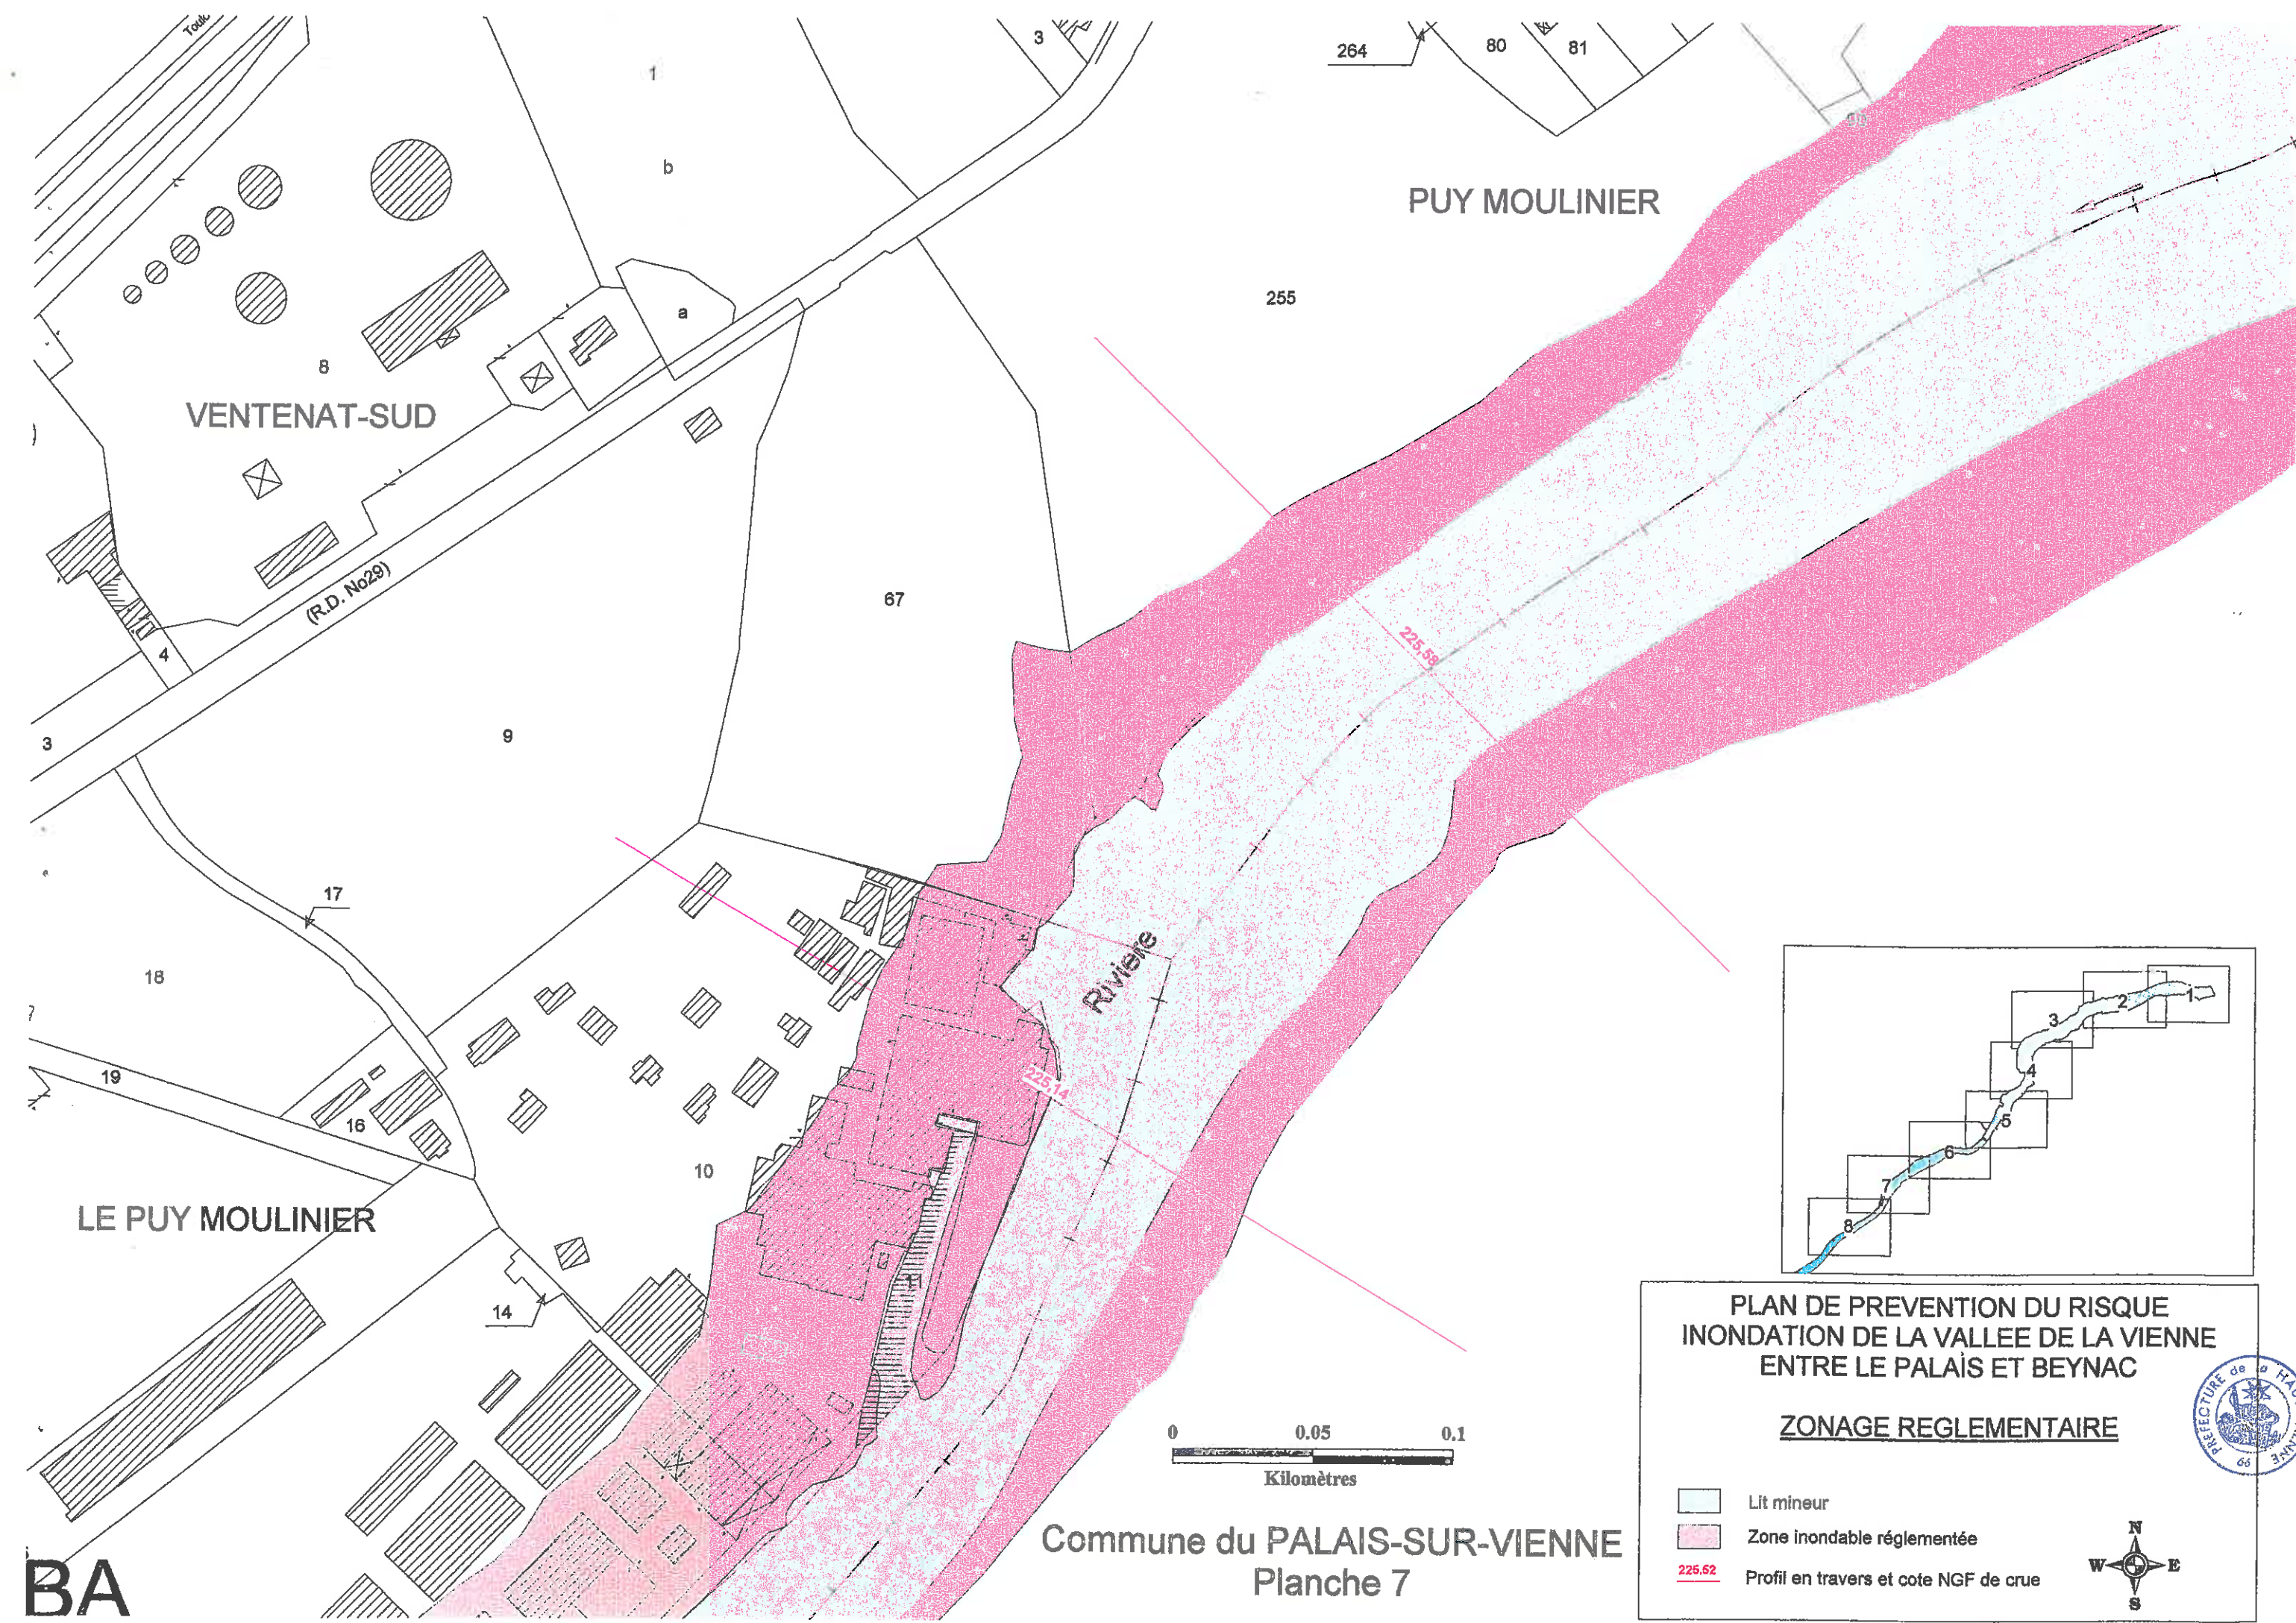 3
264
80
81
1
b
PUY MOULINIER
255
a
8
VENTENAT-SUD
(R.D. No29)
67
4
3
9
225,58
17
18
Rivière
19
16
225,14
10
LE PUY MOULINIER
11
14
1
2
3
4
5
6
7
8
PLAN DE PREVENTION DU RISQUE
INONDATION DE LA VALLEE DE LA VIENNE
ENTRE LE PALAIS ET BEYNAC
ZONAGE REGLEMENTAIRE
PREFECTURE de la
0 0.05 0.1
Kilomètres
Lit mineur
Zone inondable réglementée
225,52 Profil en travers et cote NGF de crue
N
W E
S
Commune du PALAIS-SUR-VIENNE
Planche 7
BA